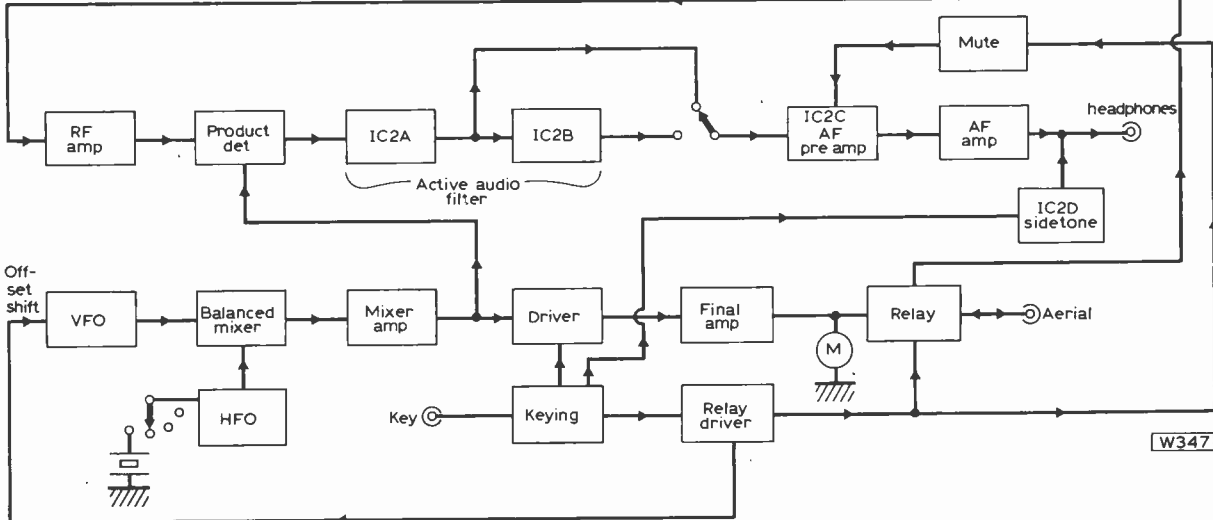 Mute
RF
amp
Product
det
IC2A
IC2B
IC2C
AF
pre amp
AF
amp
headphones
Active audio
filter
IC2D
sidetone
Off-
set
shift
VFO
Balanced
mixer
Mixer
amp
Driver
Final
amp
Relay
Aerial
M
HFO
Key
Keying
Relay
driver
W347